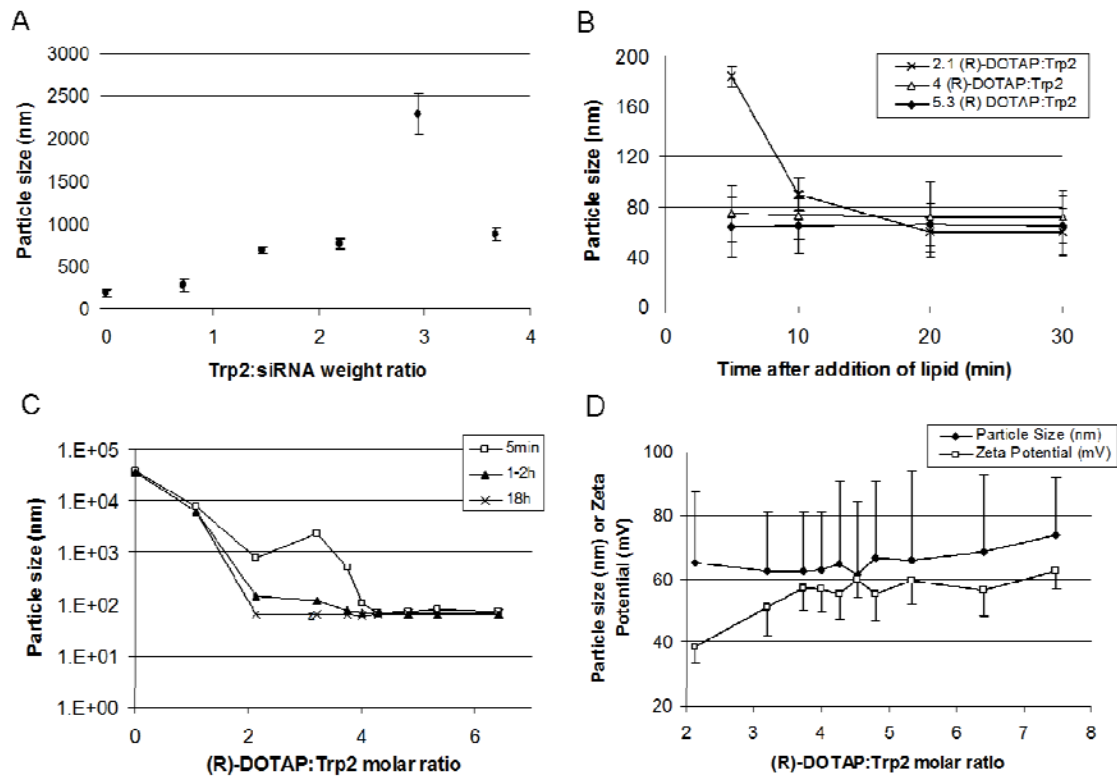 A
3000
2500
2000
1500
1000
500
0
0
1
2
3
4
Particle size (nm)
Trp2:siRNA weight ratio
B
200
160
120
80
40
0
0
10
20
30
Particle size [nm)
Time after addition of lipid (min)
2.1 (R)-DOTAP:Trp2
4 (R)-DOTAP:Trp2
5.3 (R) DOTAP:Trp2
C
1.E+05
1.E+04
1.E+03
1.E+02
1.E+01
1.E+00
0
2
4
6
Particle size (nm)
(R)-DOTAP:Trp2 molar ratio
5min
1-2h
18h
D
100
80
60
40
20
2
3
4
5
6
7
8
Particle size (nm) or Zeta
Potential (mV)
(R)-DOTAP:Trp2 molar ratio
Particle Size (nm)
Zeta Potential (mV)